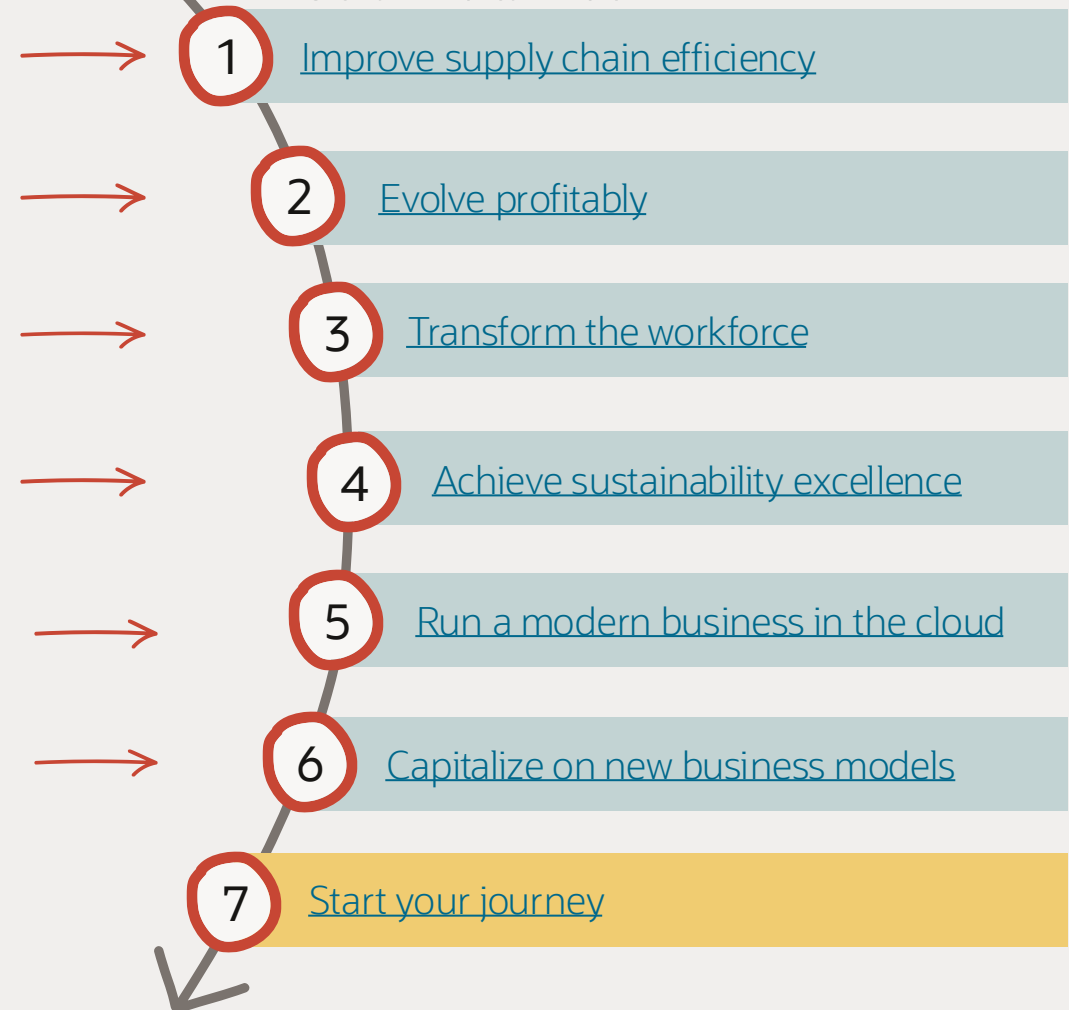 1 Improve supply chain efficiency
2 Evolve profitably
3 Transform the workforce
4 Achieve sustainability excellence
5 Run a modern business in the cloud
6 Capitalize on new business models
7 Start your journey